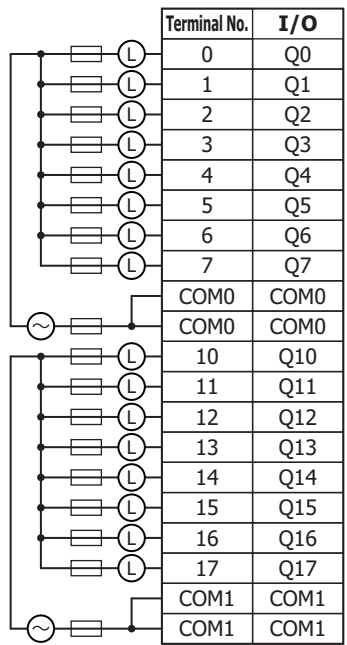 Terminal No. I/O
L 0 Q0
L 1 Q1
L 2 Q2
L 3 Q3
L 4 Q4
L 5 Q5
L 6 Q6
L 7 Q7
COM0 COM0
COM0 COM0
L 10 Q10
L 11 Q11
L 12 Q12
L 13 Q13
L 14 Q14
L 15 Q15
L 16 Q16
L 17 Q17
COM1 COM1
COM1 COM1